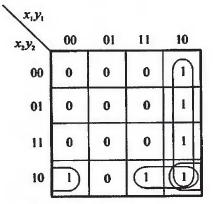 x₁y₁
x₂y₂
00 01 11 10
00 0 0 0 1
01 0 0 0 1
11 0 0 0 1
10 1 0 1 1